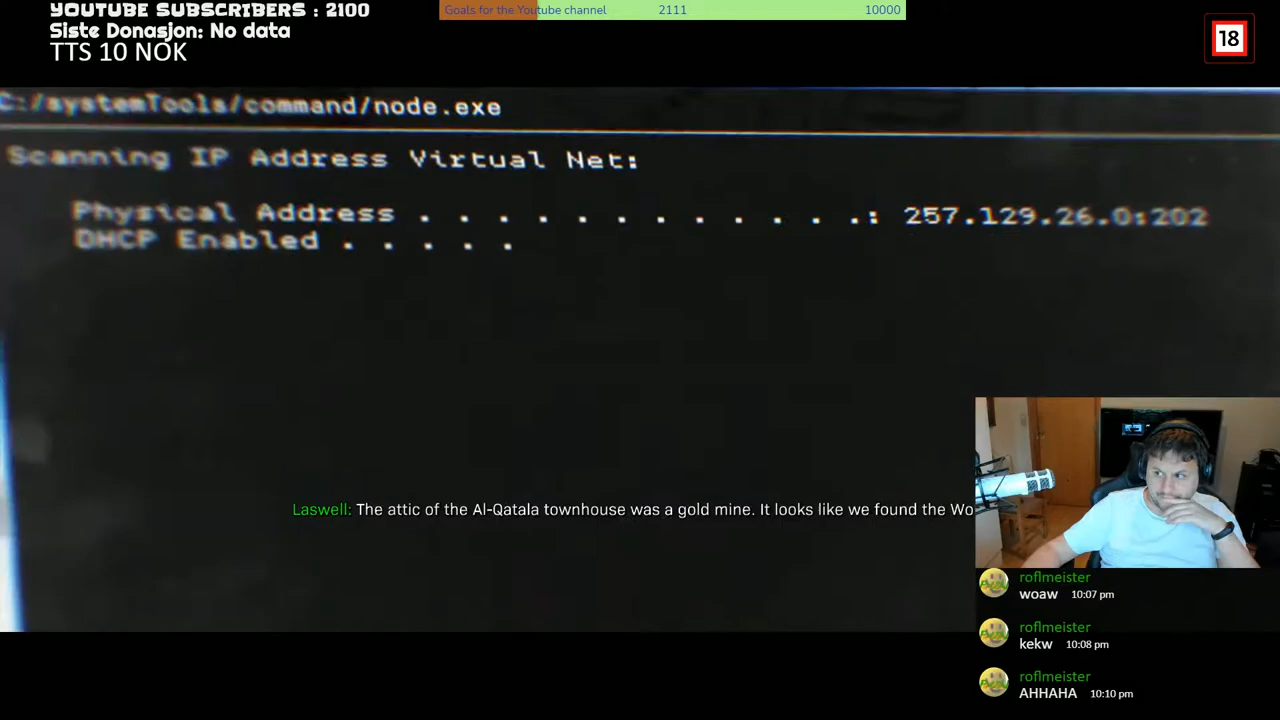 YOUTUBE SUBSCRIBERS : 2100
Siste Donasjon: No data
TTS 10 NOK
Goals for the Youtube channel 2111 10000
18
C:/systemTools/command/node.exe
Scanning IP Address Virtual Net:
Physical Address . . . . . . . . . . . .: 257.129.26.0:202
DHCP Enabled . . . . .
Laswell: The attic of the Al-Qatala townhouse was a gold mine. It looks like we found the Wo
roflmeister
woaw 10:07 pm
roflmeister
kekw 10:08 pm
roflmeister
AHHAHA 10:10 pm